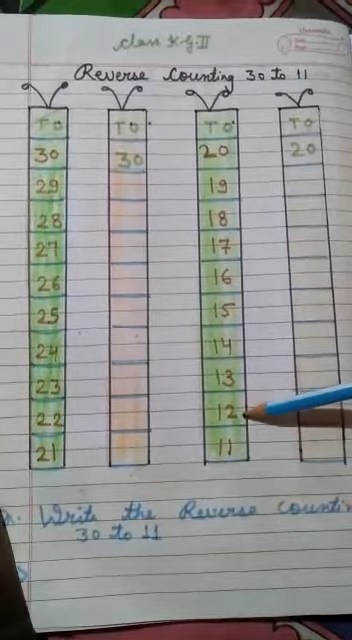 Class K.G II
Reverse Counting 30 to 11
TO TO TO TO
30 30 20 20
29 19
28 18
27 17
26 16
25 15
24 14
23 13
22 12
21 11
Write the Reverse
30 to 11